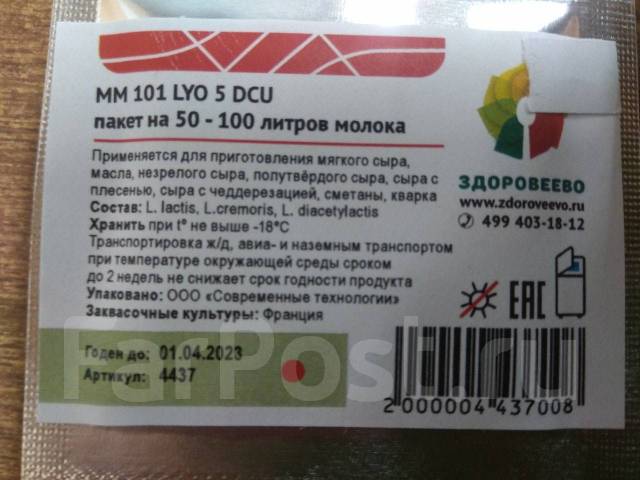 MM 101 LYO 5 DCU
пакет на 50 - 100 литров молока
Применяется для приготовления мягкого сыра,
масла, незрелого сыра, полутвёрдого сыра, сыра с
плесенью, сыра с чеддерезацией, сметаны, кварка
Состав: L. lactis, L.cremoris, L. diacetylactis
Хранить при t° не выше -18°C
Транспортировка ж/д, авиа- и наземным транспортом
при температуре окружающей среды сроком
до 2 недель не снижает срок годности продукта
Упаковано: ООО «Современные технологии»
Заквасочные культуры: Франция
Годен до: 01.04.2023
Артикул: 4437
ЗДОРОВЕЕВО
www.zdoroveevo.ru
499 403-18-12
EAC
2 000004 437008
FarPost.ru